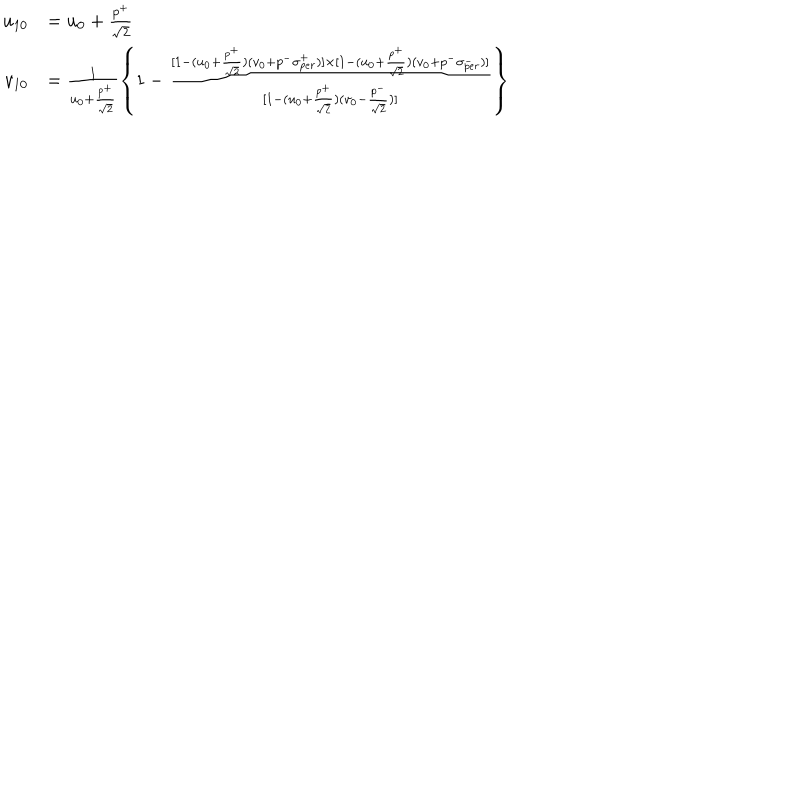 u_{10} = u_0 + \frac{p^+}{\sqrt{2}}
v_{10} = \frac{1}{u_0+\frac{p^+}{\sqrt{2}}} \left\{ 1 - \frac{[1-(u_0+\frac{p^+}{\sqrt{2}})(v_0+p^-\sigma^+_{per})]\times[1-(u_0+\frac{p^+}{\sqrt{2}})(v_0+p^-\sigma^-_{per})]}{[1-(u_0+\frac{p^+}{\sqrt{2}})(v_0-\frac{p^-}{\sqrt{2}})]} \right\}